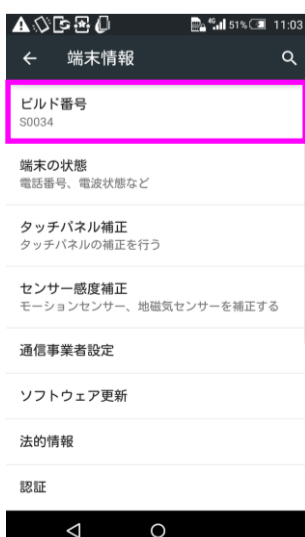 51% 11:03
端末情報
ビルド番号
S0034
端末の状態
電話番号、電波状態など
タッチパネル補正
タッチパネルの補正を行う
センサー感度補正
モーションセンサー、地磁気センサーを補正する
通信事業者設定
ソフトウェア更新
法的情報
認証